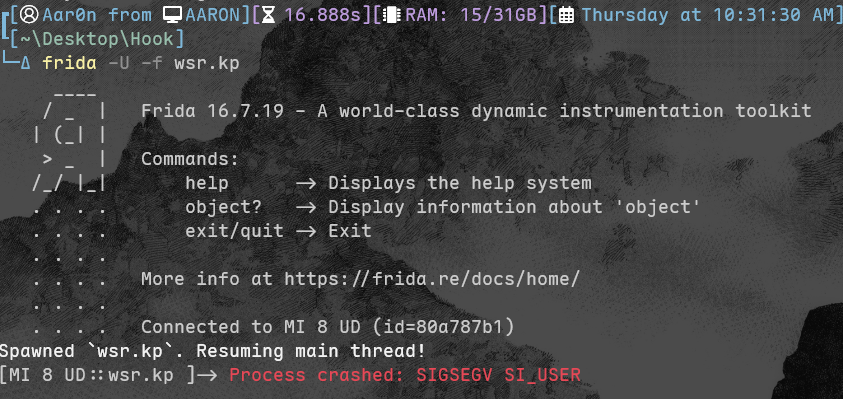 [Aar0n from AARON][ 16.888s][RAM: 15/31GB][Thursday at 10:31:30 AM]
[~\Desktop\Hook]
Δ frida -U -f wsr.kp
     ____
    / _  |   Frida 16.7.19 - A world-class dynamic instrumentation toolkit
   | (_| |
    > _  |   Commands:
   /_/ |_|       help      -> Displays the help system
   . . . .       object?   -> Display information about 'object'
   . . . .       exit/quit -> Exit
   . . . .
   . . . .   More info at https://frida.re/docs/home/
   . . . .
   . . . .   Connected to MI 8 UD (id=80a787b1)
Spawned `wsr.kp`. Resuming main thread!
[MI 8 UD::wsr.kp ]-> Process crashed: SIGSEGV SI_USER